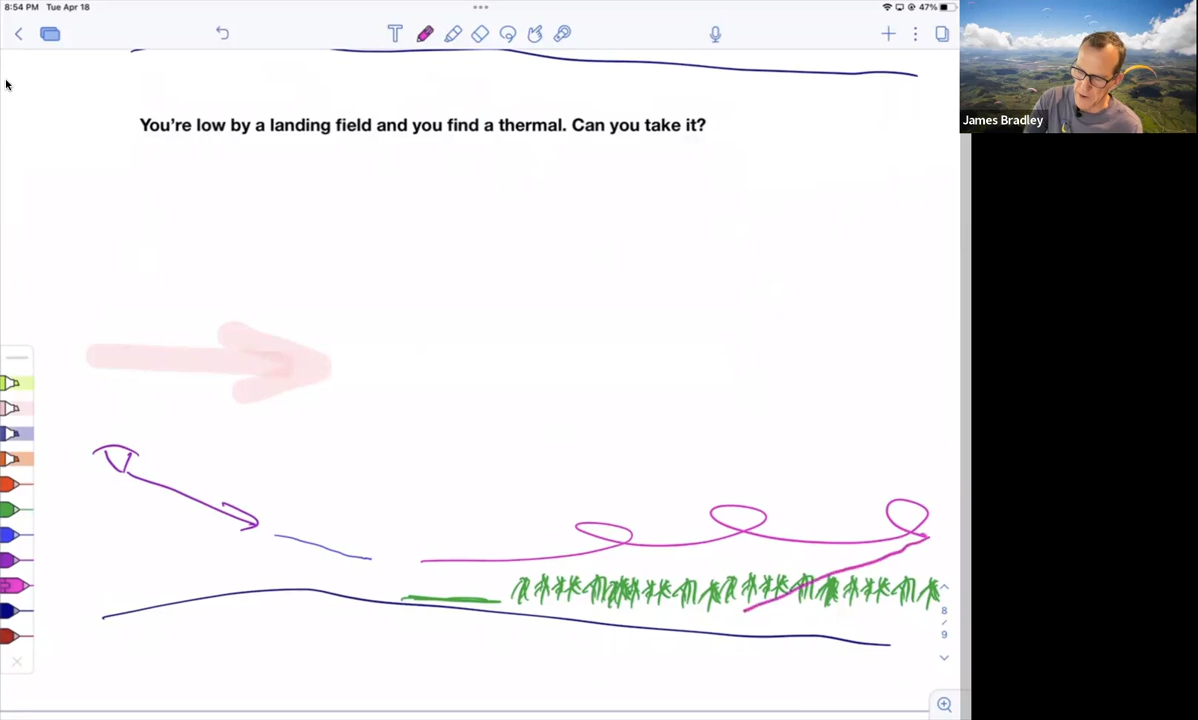 8:54 PM Tue Apr 18
47%
James Bradley
You're low by a landing field and you find a thermal. Can you take it?
8
/
9